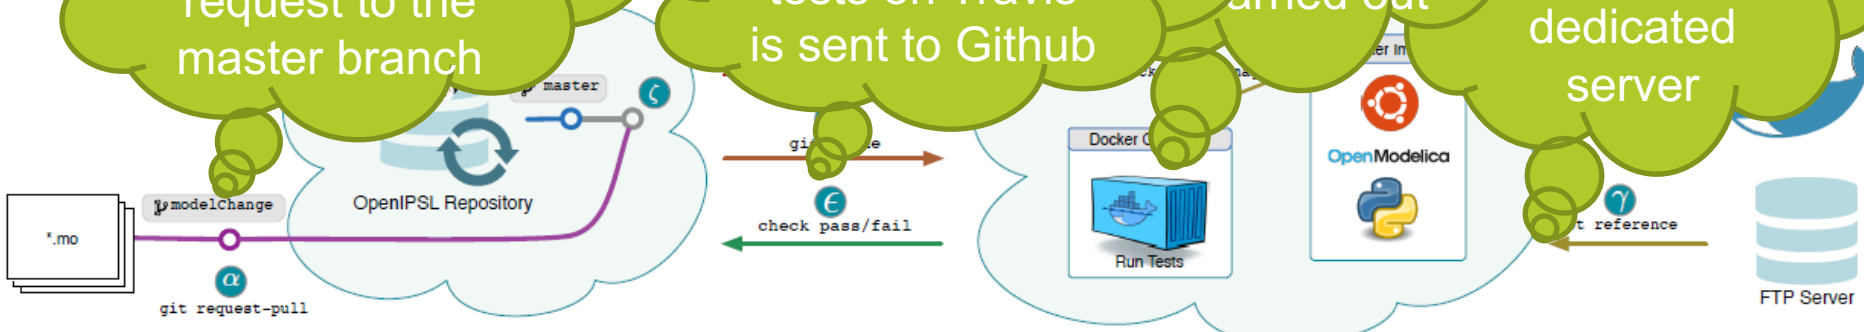 request to the
master branch
tests on Travis
is sent to Github
carried out
dedicated
server
master
ζ
OpenIPSL Repository
modelChange
*.mo
α
git request-pull
ϵ
check pass/fail
Docker
Run Tests
OpenModelica
γ
reference
FTP Server